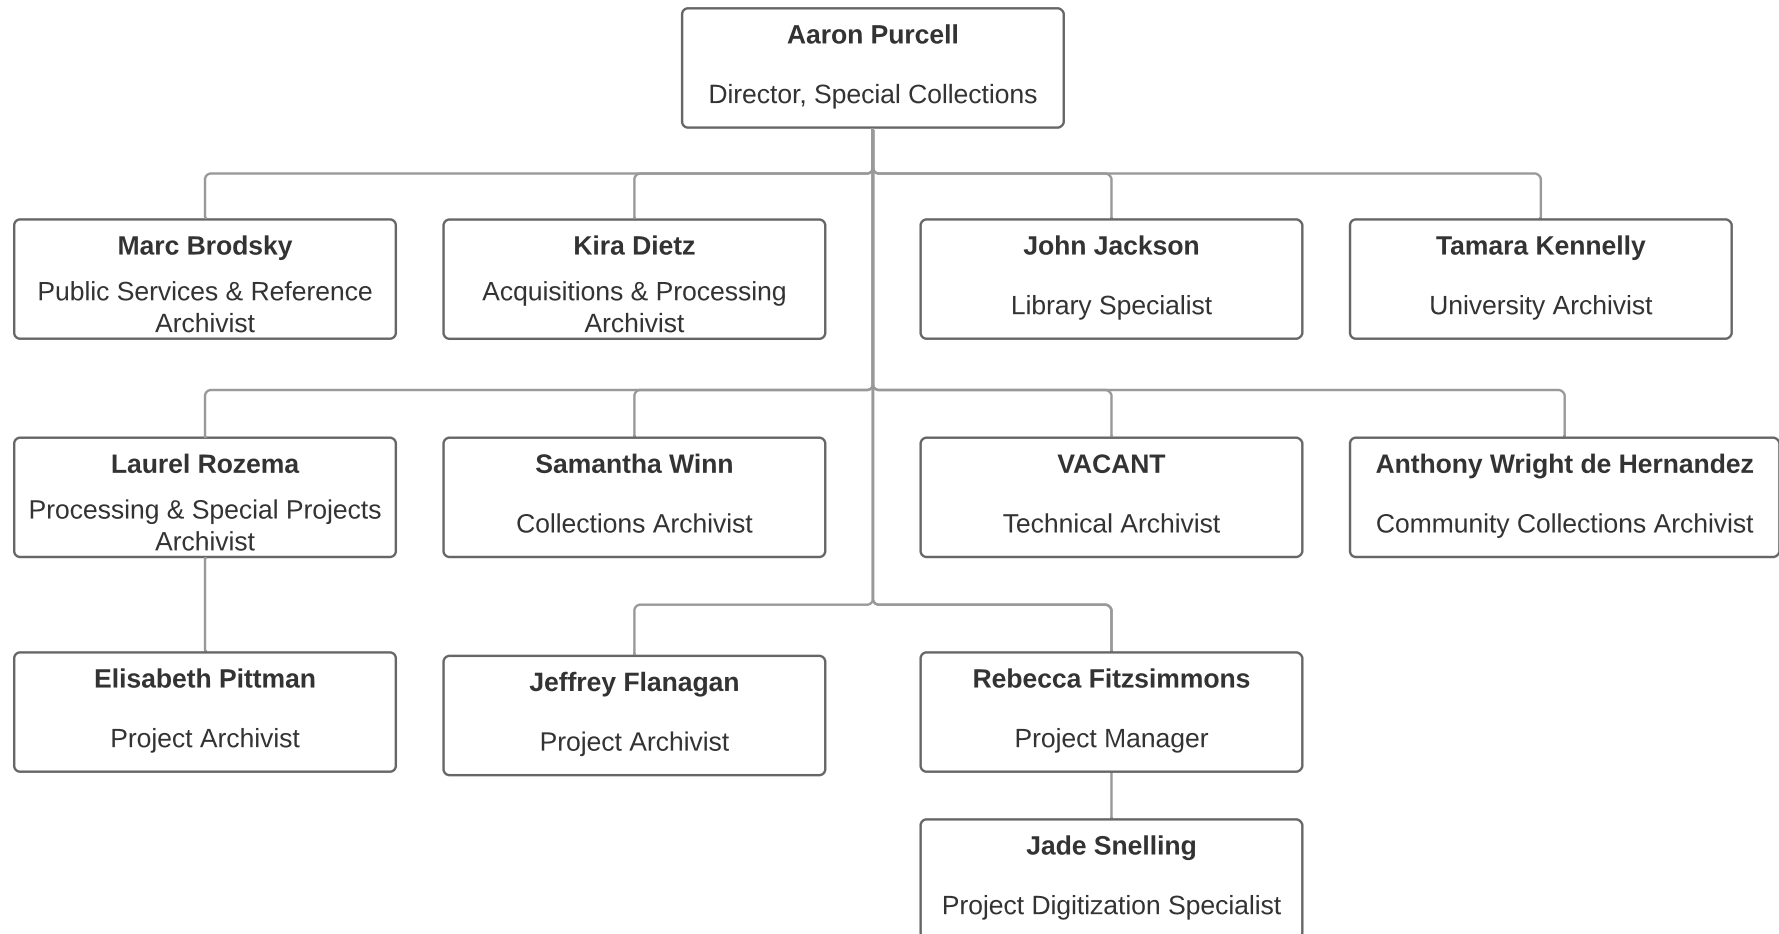 Aaron Purcell
Director, Special Collections
Marc Brodsky
Public Services & Reference
Archivist
Kira Dietz
Acquisitions & Processing
Archivist
John Jackson
Library Specialist
Tamara Kennelly
University Archivist
Laurel Rozema
Processing & Special Projects
Archivist
Samantha Winn
Collections Archivist
VACANT
Technical Archivist
Anthony Wright de Hernandez
Community Collections Archivist
Elisabeth Pittman
Project Archivist
Jeffrey Flanagan
Project Archivist
Rebecca Fitzsimmons
Project Manager
Jade Snelling
Project Digitization Specialist